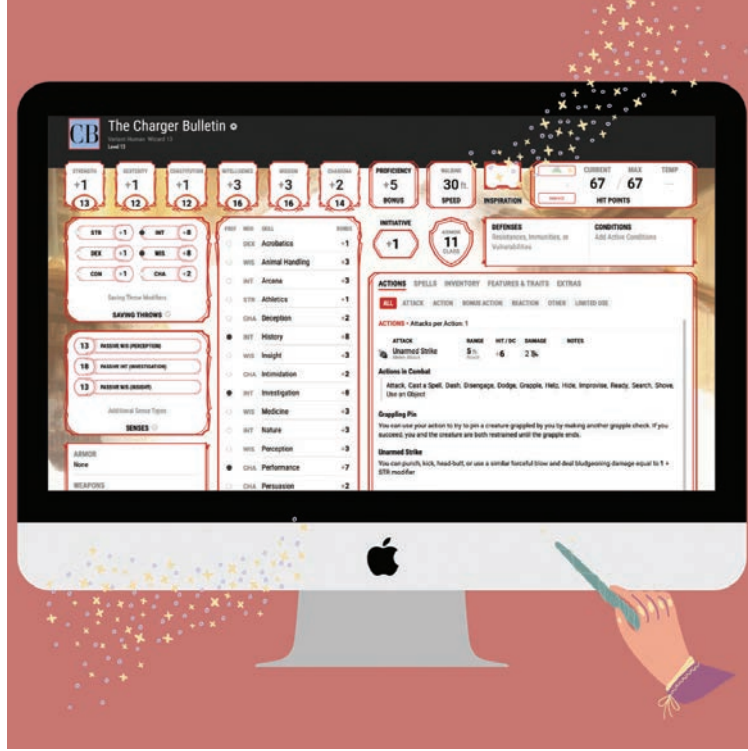 CB The Charger Bulletin
Variant Human Wizard 13
Level 13
STRENGTH DEXTERITY CONSTITUTION INTELLIGENCE WISDOM CHARISMA PROFICIENCY WALKING CURRENT MAX TEMP
+1 +1 +1 +3 +3 +2 +5 30 ft. 67 / 67
13 12 12 16 16 14 BONUS SPEED INSPIRATION HIT POINTS
STR +1 INT +8
DEX +1 WIS +8
CON +1 CHA +2
Saving Throw Modifiers
SAVING THROWS
13 PASSIVE WIS (PERCEPTION)
18 PASSIVE INT (INVESTIGATION)
13 PASSIVE WIS (INSIGHT)
Additional Sense Types
SENSES
ARMOR
None
WEAPONS
PROF MOD SKILL BONUS
DEX Acrobatics +1
WIS Animal Handling +3
INT Arcana +3
STR Athletics +1
CHA Deception +2
INT History +8
WIS Insight +3
CHA Intimidation +2
INT Investigation +8
WIS Medicine +3
INT Nature +3
WIS Perception +3
CHA Performance +7
CHA Persuasion +2
INITIATIVE
+1
ARMOR
11
CLASS
DEFENSES
Resistances, Immunities, or
Vulnerabilities
CONDITIONS
Add Active Conditions
ACTIONS SPELLS INVENTORY FEATURES & TRAITS EXTRAS
ALL ATTACK ACTION BONUS ACTION REACTION OTHER LIMITED USE
ACTIONS • Attacks per Action: 1
ATTACK RANGE HIT / DC DAMAGE NOTES
Unarmed Strike 5 ft. +6 2
Melee Attack Reach
Actions in Combat
Attack, Cast a Spell, Dash, Disengage, Dodge, Grapple, Help, Hide, Improvise, Ready, Search, Shove,
Use an Object
Grappling Pin
You can use your action to try to pin a creature grappled by you by making another grapple check. If you
succeed, you and the creature are both restrained until the grapple ends.
Unarmed Strike
You can punch, kick, head-butt, or use a similar forceful blow and deal bludgeoning damage equal to 1 +
STR modifier